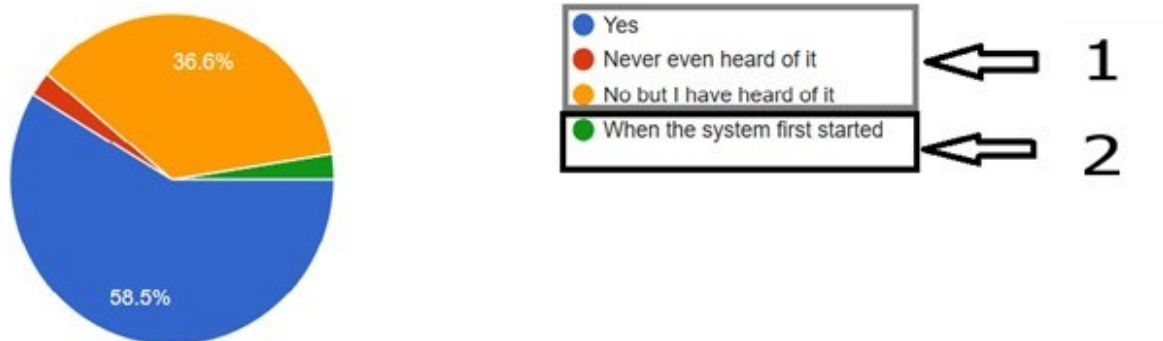 36.6%
58.5%
Yes
Never even heard of it
No but I have heard of it
When the system first started
1
2